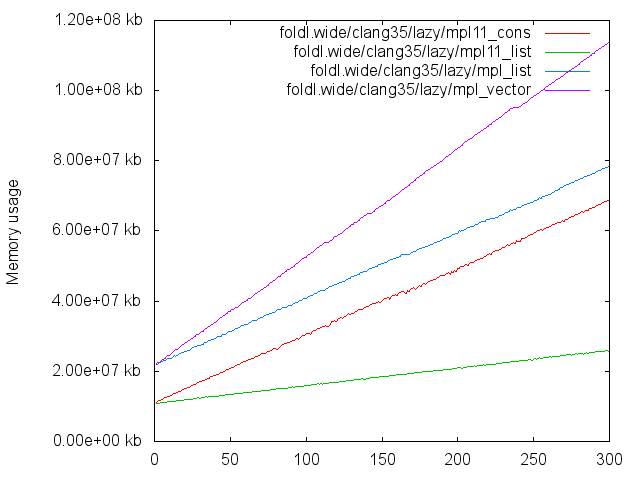 1.20e+08 kb
1.00e+08 kb
8.00e+07 kb
6.00e+07 kb
4.00e+07 kb
2.00e+07 kb
0.00e+00 kb
Memory usage
foldl.wide/clang35/lazy/mpl11_cons
foldl.wide/clang35/lazy/mpl11_list
foldl.wide/clang35/lazy/mpl_list
foldl.wide/clang35/lazy/mpl_vector
0 50 100 150 200 250 300